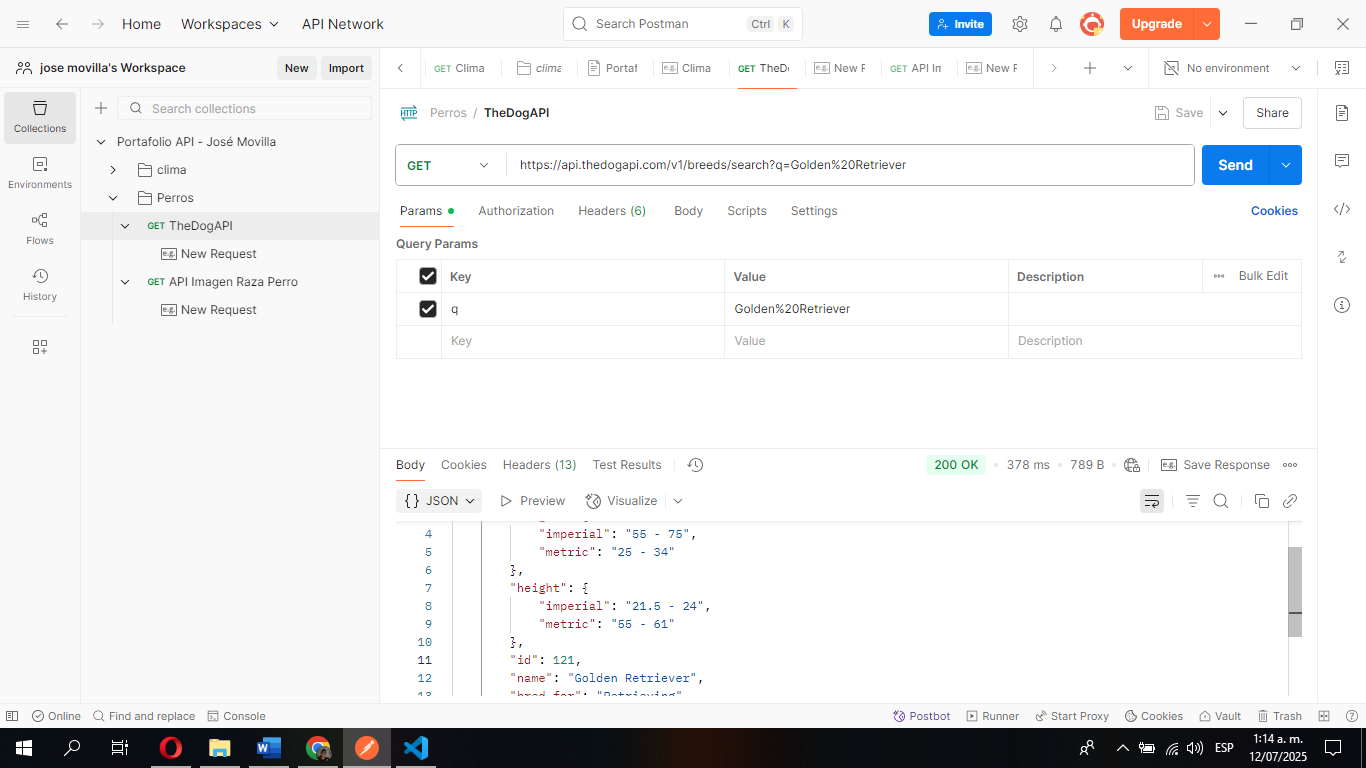 Home Workspaces API Network Search Postman Ctrl K Invite Upgrade
jose movilla's Workspace New Import
GET Clima clima Portaf e.g. Clima GET TheD New F GET API In New F No environment
Collections
Environments
Flows
History
Search collections
Portafolio API - José Movilla
clima
Perros
GET TheDogAPI
e.g. New Request
GET API Imagen Raza Perro
e.g. New Request
HTTP Perros / TheDogAPI Save Share
GET https://api.thedogapi.com/v1/breeds/search?q=Golden%20Retriever Send
Params Authorization Headers (6) Body Scripts Settings Cookies
Query Params
Key Value Description Bulk Edit
q Golden%20Retriever
Key Value Description
Body Cookies Headers (13) Test Results 200 OK 378 ms 789 B e.g. Save Response
{} JSON Preview Visualize
4 "imperial": "55 - 75",
5 "metric": "25 - 34"
6 },
7 "height": {
8 "imperial": "21.5 - 24",
9 "metric": "55 - 61"
10 },
11 "id": 121,
12 "name": "Golden Retriever",
13 "bred_for": "Retrieving"
Online Find and replace Console Postbot Runner Start Proxy Cookies Vault Trash
ESP 1:14 a. m.
12/07/2025